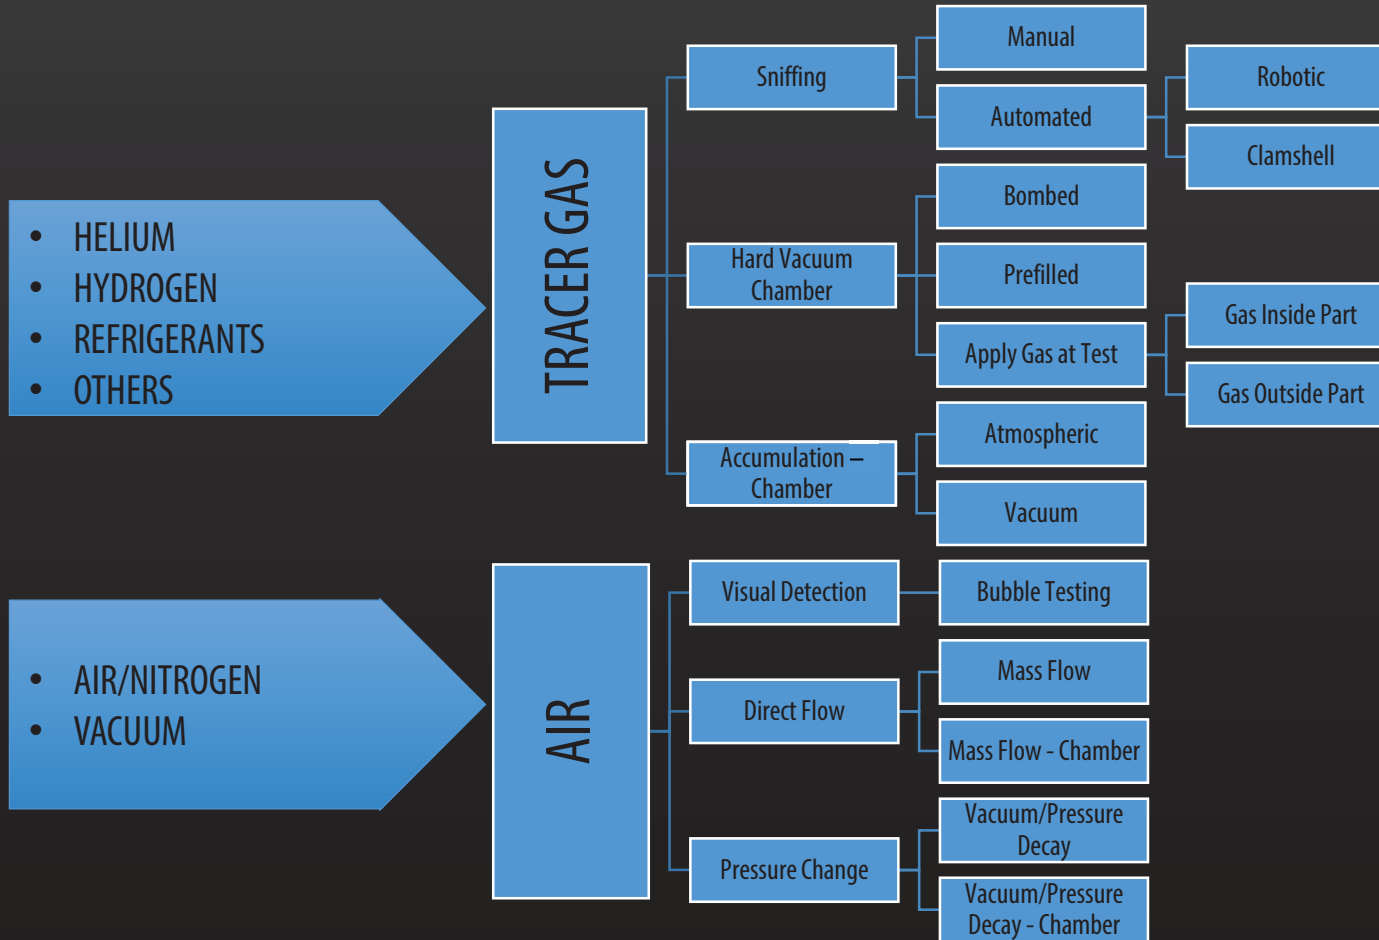 • HELIUM
• HYDROGEN
• REFRIGERANTS
• OTHERS
TRACER GAS
Sniffing
Manual
Automated
Robotic
Clamshell
Hard Vacuum
Chamber
Bombed
Prefilled
Apply Gas at Test
Gas Inside Part
Gas Outside Part
Accumulation –
Chamber
Atmospheric
Vacuum
• AIR/NITROGEN
• VACUUM
AIR
Visual Detection
Bubble Testing
Direct Flow
Mass Flow
Mass Flow - Chamber
Pressure Change
Vacuum/Pressure
Decay
Vacuum/Pressure
Decay - Chamber